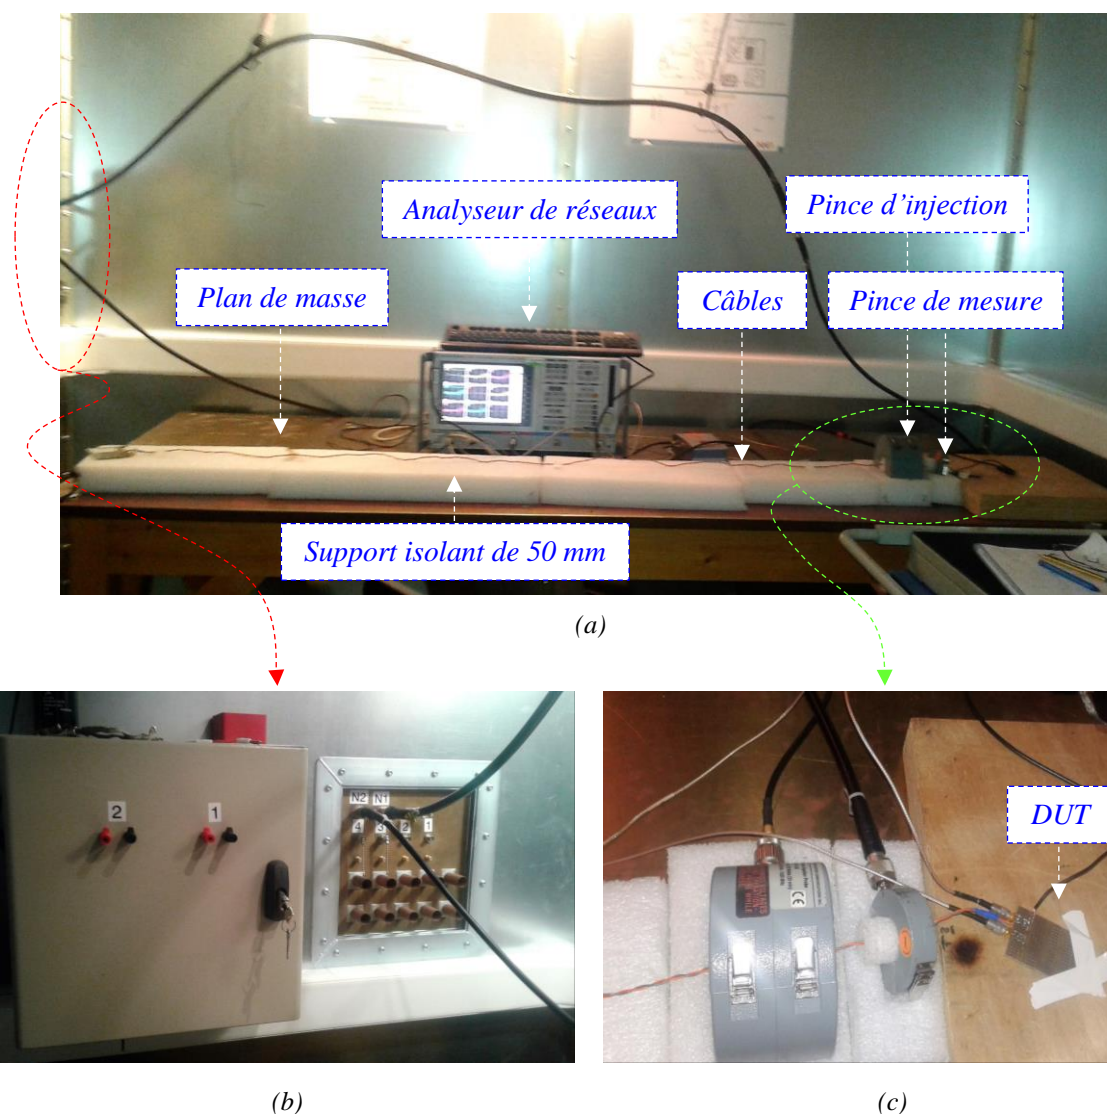 Analyseur de réseaux
Pince d’injection
Plan de masse
Câbles
Pince de mesure
Support isolant de 50 mm
(a)
2
1
N2
N1
4
3
2
1
DUT
CE
(b)
(c)